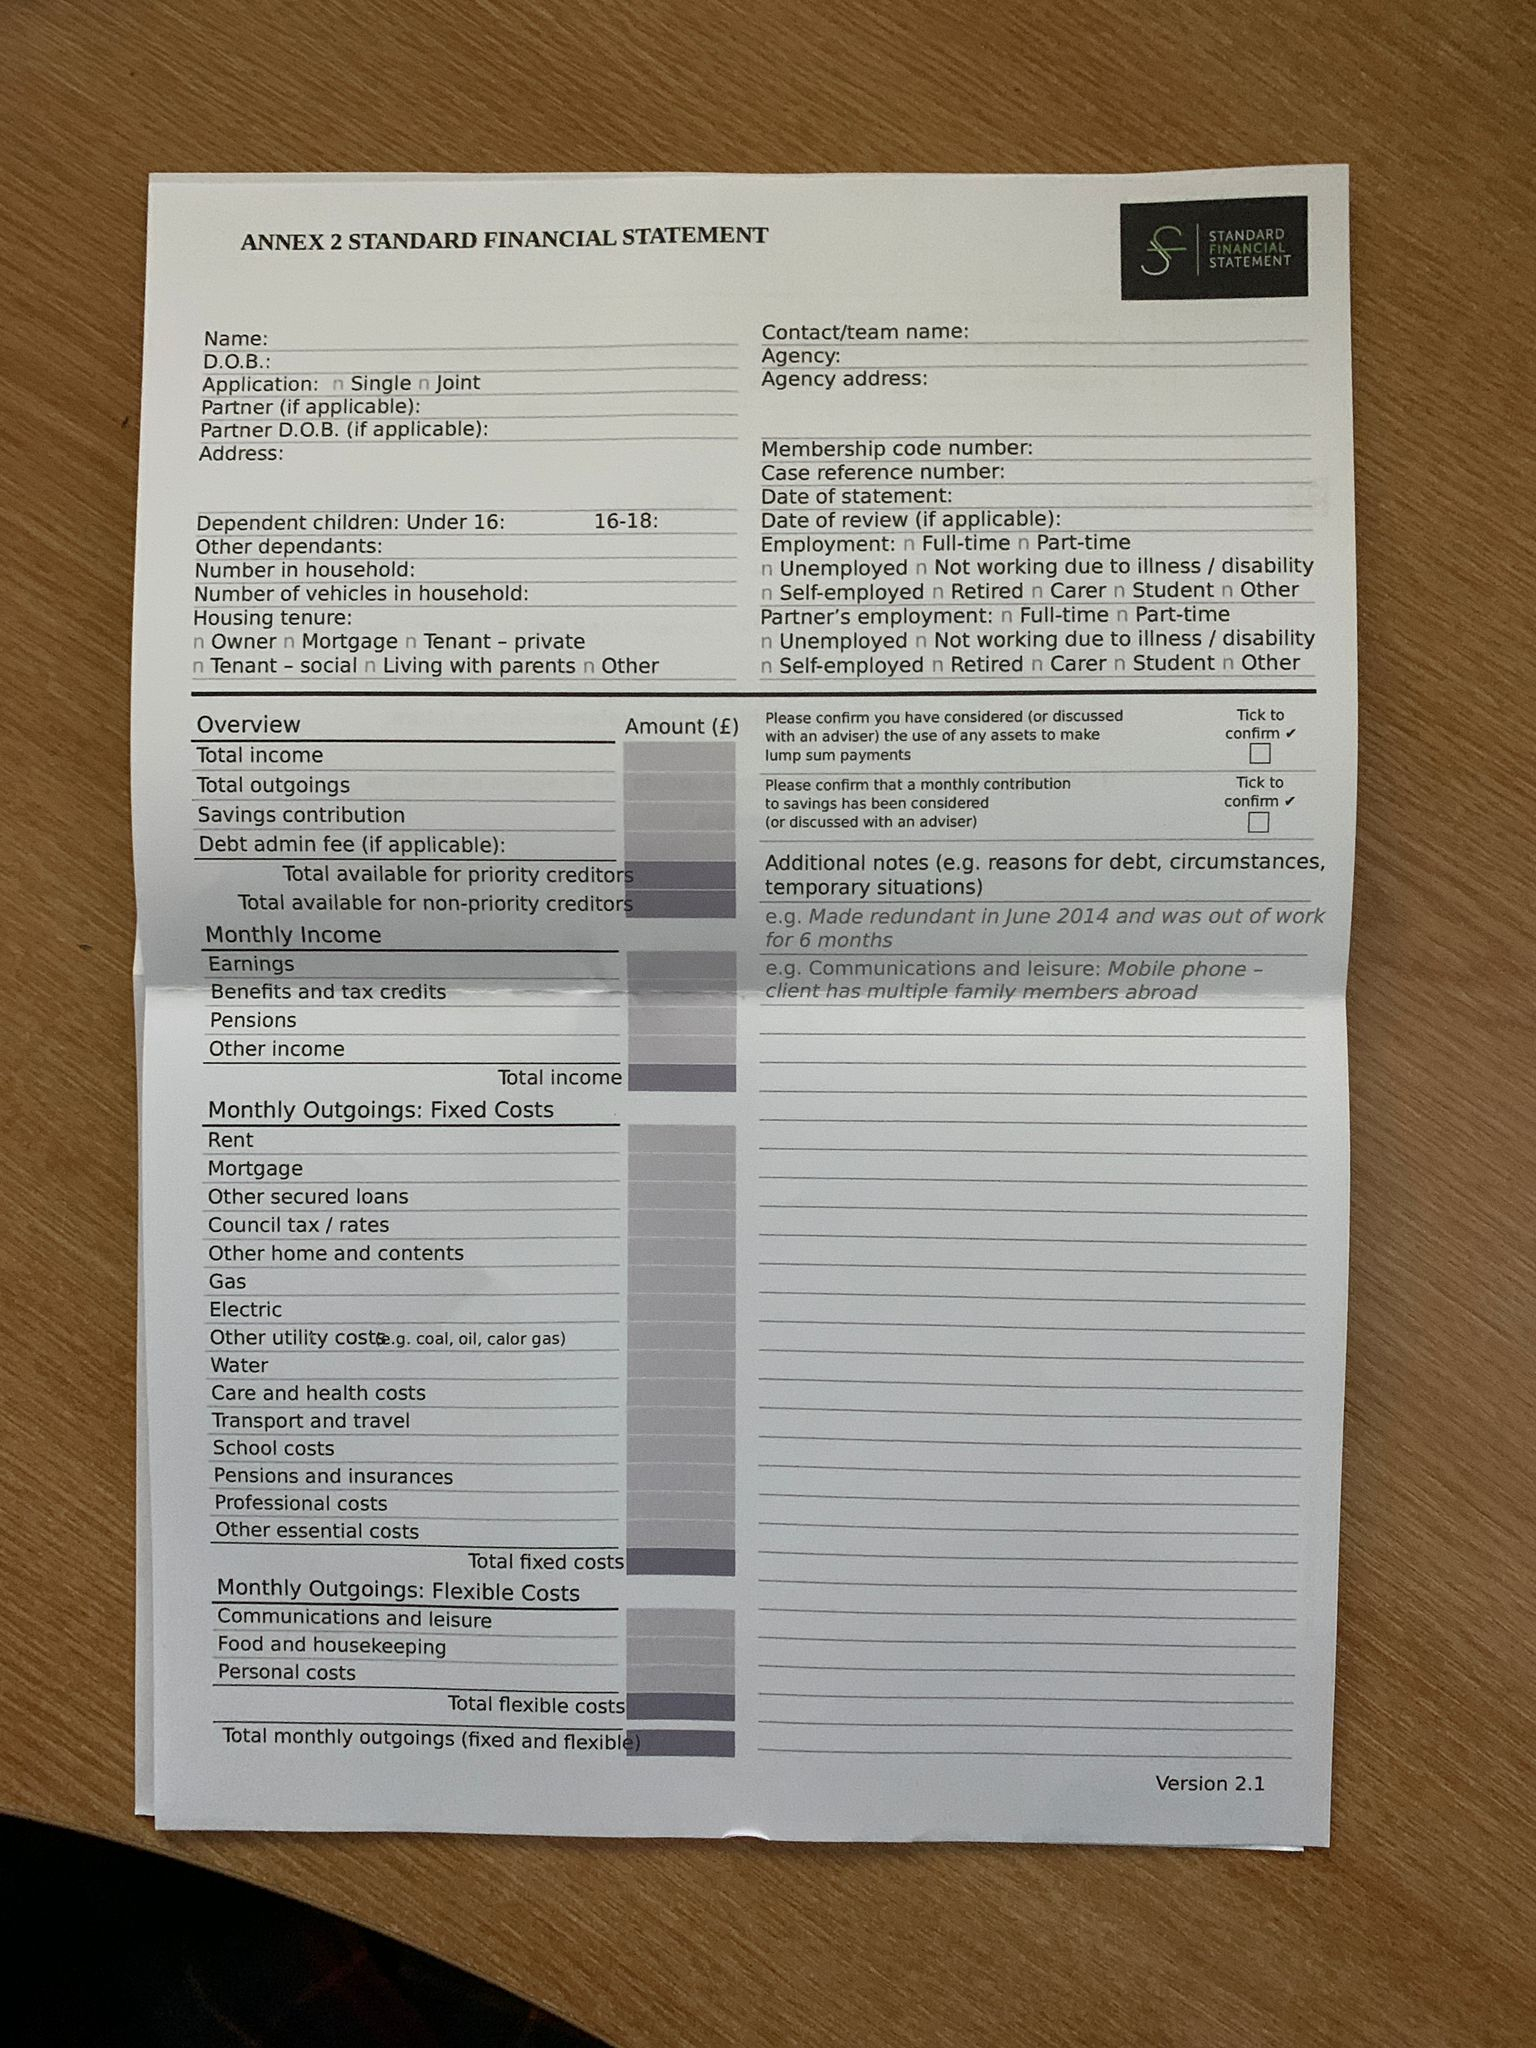 ANNEX 2 STANDARD FINANCIAL STATEMENT
STANDARD
FINANCIAL
STATEMENT
Name:
D.O.B.:
Application: n Single n Joint
Partner (if applicable):
Partner D.O.B. (if applicable):
Address:
Dependent children: Under 16: 16-18:
Other dependants:
Number in household:
Number of vehicles in household:
Housing tenure:
n Owner n Mortgage n Tenant – private
n Tenant – social n Living with parents n Other
Contact/team name:
Agency:
Agency address:
Membership code number:
Case reference number:
Date of statement:
Date of review (if applicable):
Employment: n Full-time n Part-time
n Unemployed n Not working due to illness / disability
n Self-employed n Retired n Carer n Student n Other
Partner’s employment: n Full-time n Part-time
n Unemployed n Not working due to illness / disability
n Self-employed n Retired n Carer n Student n Other
Overview Amount (£)
Total income
Total outgoings
Savings contribution
Debt admin fee (if applicable):
Total available for priority creditors
Total available for non-priority creditors
Monthly Income
Earnings
Benefits and tax credits
Pensions
Other income
Total income
Monthly Outgoings: Fixed Costs
Rent
Mortgage
Other secured loans
Council tax / rates
Other home and contents
Gas
Electric
Other utility costs (e.g. coal, oil, calor gas)
Water
Care and health costs
Transport and travel
School costs
Pensions and insurances
Professional costs
Other essential costs
Total fixed costs
Monthly Outgoings: Flexible Costs
Communications and leisure
Food and housekeeping
Personal costs
Total flexible costs
Total monthly outgoings (fixed and flexible)
Please confirm you have considered (or discussed
with an adviser) the use of any assets to make
lump sum payments
Tick to
confirm ✔
Please confirm that a monthly contribution
to savings has been considered
(or discussed with an adviser)
Tick to
confirm ✔
Additional notes (e.g. reasons for debt, circumstances,
temporary situations)
e.g. Made redundant in June 2014 and was out of work
for 6 months
e.g. Communications and leisure: Mobile phone –
client has multiple family members abroad
Version 2.1